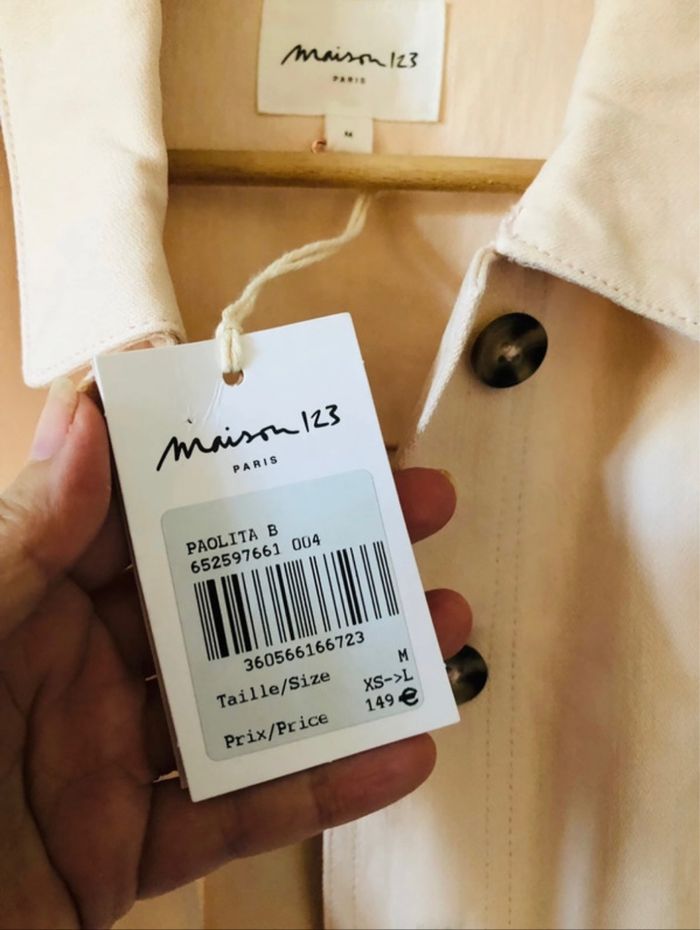 maison 123
PARIS
M
maison 123
PARIS
PAOLITA B
652597661 004
360566166723
Taille/Size M
XS->L
Prix/Price 149€